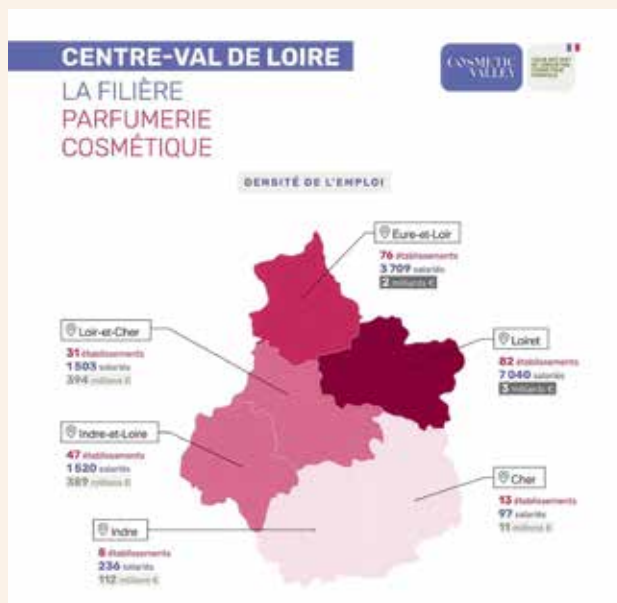 CENTRE-VAL DE LOIRE
LA FILIÈRE
PARFUMERIE
COSMÉTIQUE
COSMETIC
VALLEY
DENSITÉ DE L'EMPLOI
Eure-et-Loir
76 établissements
3 709 salariés
2 milliards €
Loir-et-Cher
31 établissements
1 503 salariés
394 millions €
Loiret
82 établissements
7 040 salariés
3 milliards €
Indre-et-Loire
47 établissements
1 520 salariés
389 millions €
Cher
13 établissements
97 salariés
11 millions €
Indre
8 établissements
236 salariés
112 millions €